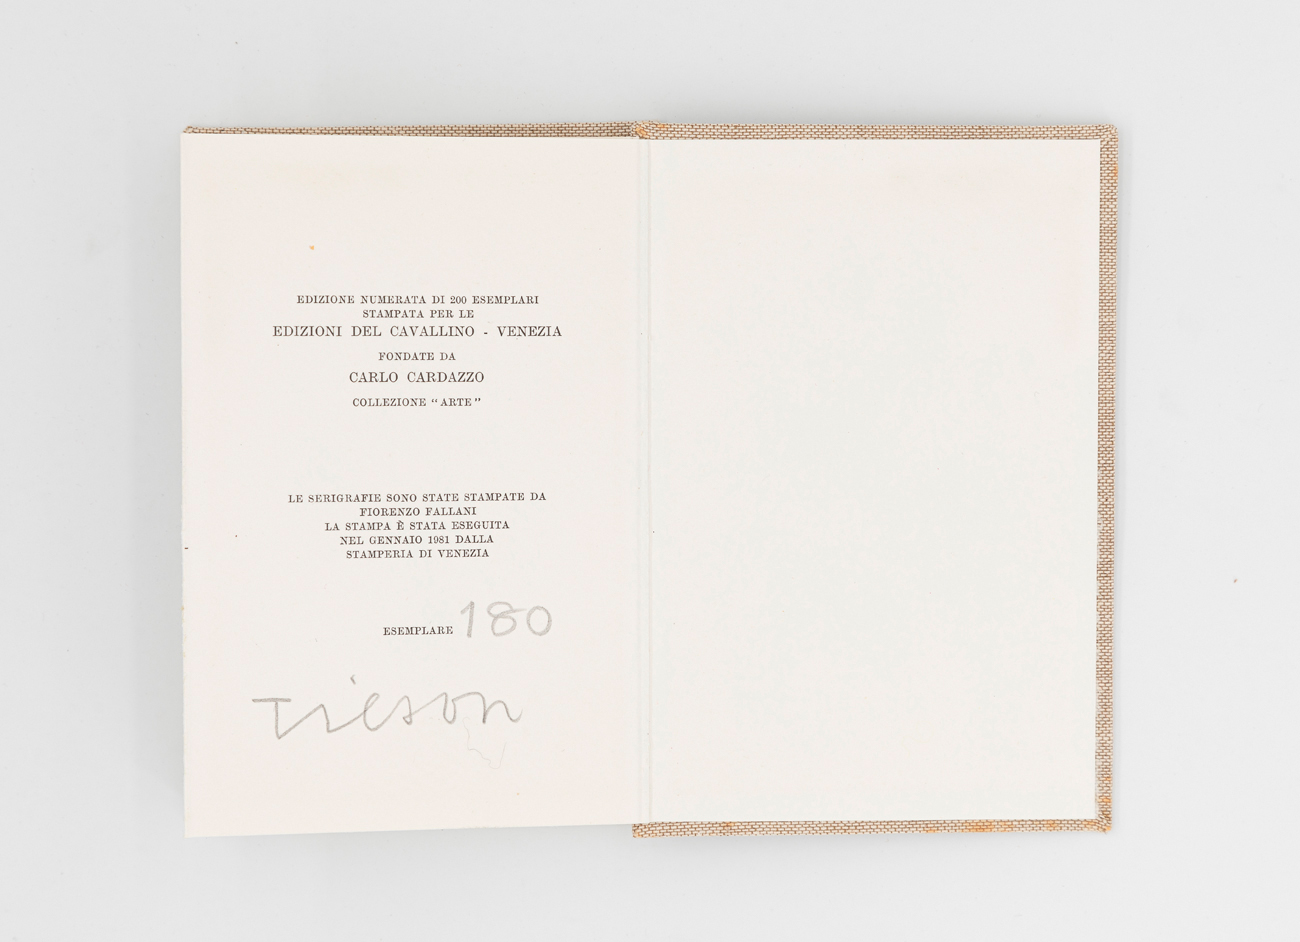 EDIZIONE NUMERATA DI 200 ESEMPLARI
STAMPATA PER LE
EDIZIONI DEL CAVALLINO - VENEZIA
FONDATE DA
CARLO CARDAZZO
COLLEZIONE “ARTE”
LE SERIGRAFIE SONO STATE STAMPATE DA
FIORENZO FALLANI
LA STAMPA È STATA ESEGUITA
NEL GENNAIO 1981 DALLA
STAMPERIA DI VENEZIA
ESEMPLARE 180
Tilson